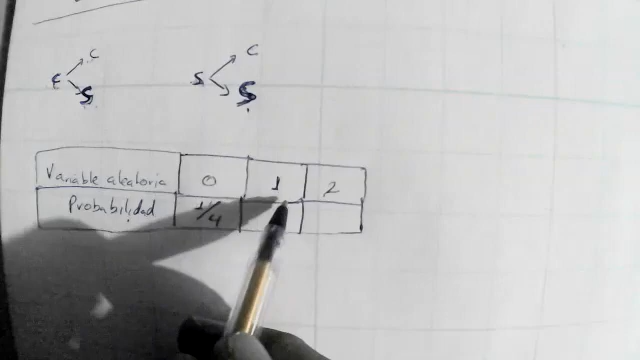 c c
S S
S S
Variable aleatoria 0 1 2
Probabilidad 1/4